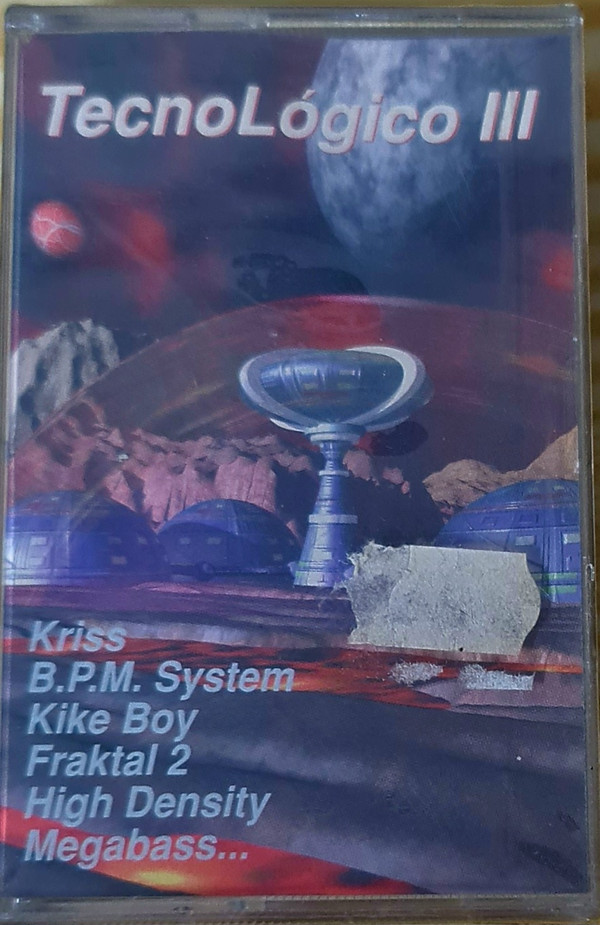 TecnoLógico III
Kriss
B.P.M. System
Kike Boy
Fraktal 2
High Density
Megabass...